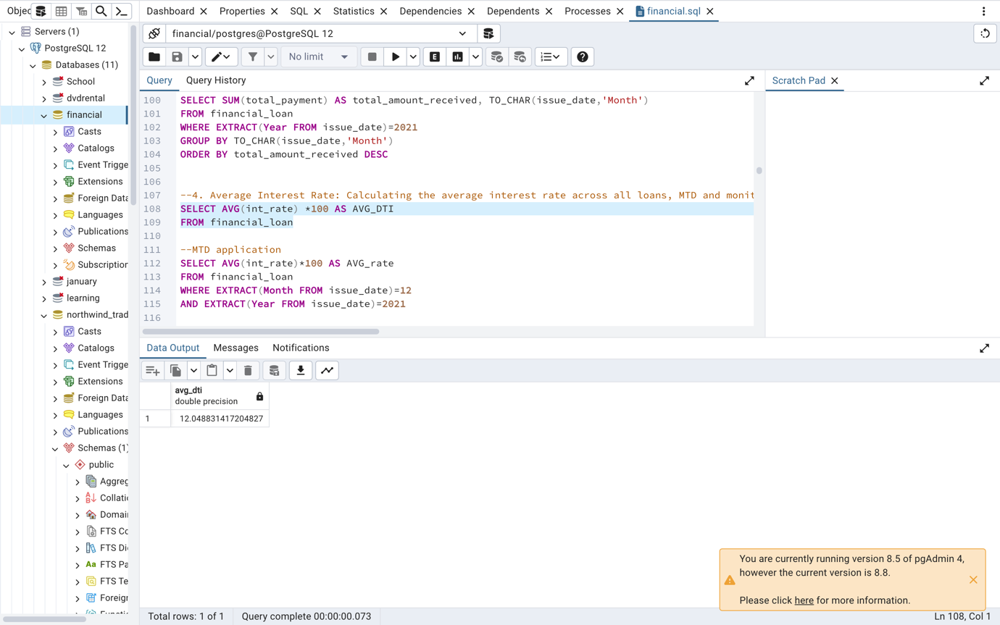 Objec
Dashboard
Properties
SQL
Statistics
Dependencies
Dependents
Processes
financial.sql
Servers (1)
PostgreSQL 12
Databases (11)
School
dvdrental
financial
Casts
Catalogs
Event Trigge
Extensions
Foreign Data
Languages
Publications
Schemas
Subscription
january
learning
northwind_trad
Casts
Catalogs
Event Trigge
Extensions
Foreign Data
Languages
Publications
Schemas (1)
public
Aggreg
Collatic
Domai
FTS Co
FTS Di
Aa FTS Pa
FTS Te
Foreigr
financial/postgres@PostgreSQL 12
No limit
E
Query
Query History
Scratch Pad
100 SELECT SUM(total_payment) AS total_amount_received, TO_CHAR(issue_date,'Month')
101 FROM financial_loan
102 WHERE EXTRACT(Year FROM issue_date)=2021
103 GROUP BY TO_CHAR(issue_date,'Month')
104 ORDER BY total_amount_received DESC
105
106
107 --4. Average Interest Rate: Calculating the average interest rate across all loans, MTD and monit
108 SELECT AVG(int_rate) *100 AS AVG_DTI
109 FROM financial_loan
110
111 --MTD application
112 SELECT AVG(int_rate)*100 AS AVG_rate
113 FROM financial_loan
114 WHERE EXTRACT(Month FROM issue_date)=12
115 AND EXTRACT(Year FROM issue_date)=2021
116
Data Output
Messages
Notifications
avg_dti
double precision
1 12.048831417204827
You are currently running version 8.5 of pgAdmin 4,
however the current version is 8.8.
Please click here for more information.
Total rows: 1 of 1
Query complete 00:00:00.073
Ln 108, Col 1